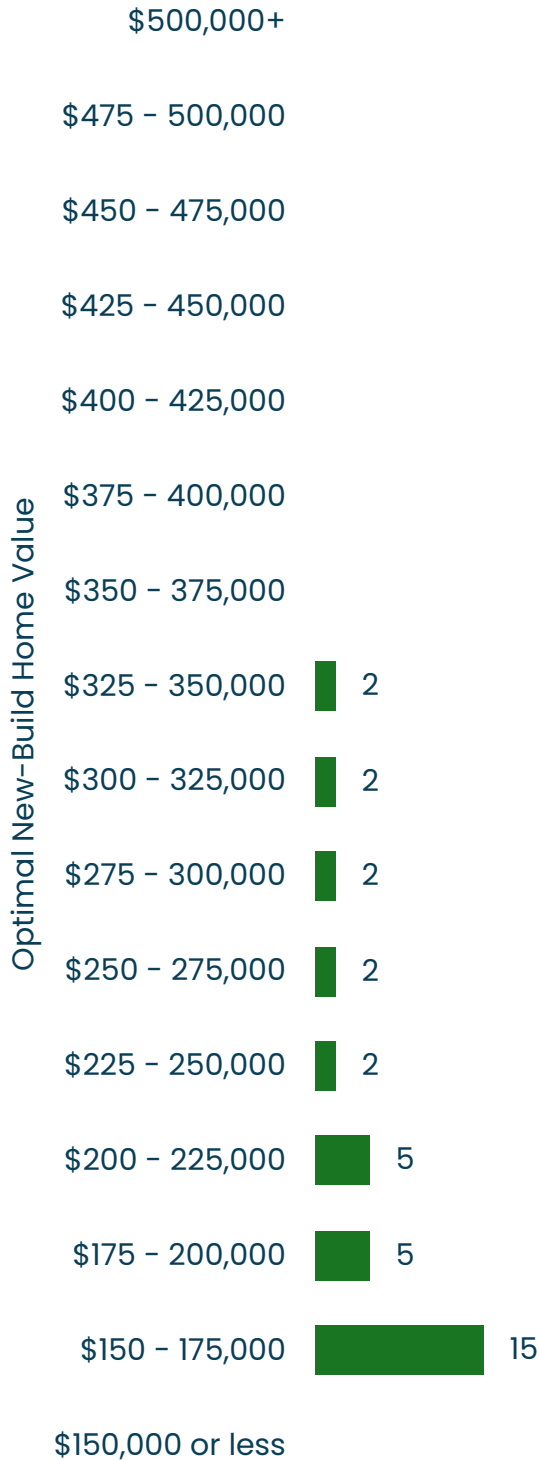 $500,000+
$475 - 500,000
$450 - 475,000
$425 - 450,000
$400 - 425,000
$375 - 400,000
$350 - 375,000
Optimal New-Build Home Value
$325 - 350,000 2
$300 - 325,000 2
$275 - 300,000 2
$250 - 275,000 2
$225 - 250,000 2
$200 - 225,000 5
$175 - 200,000 5
$150 - 175,000 15
$150,000 or less